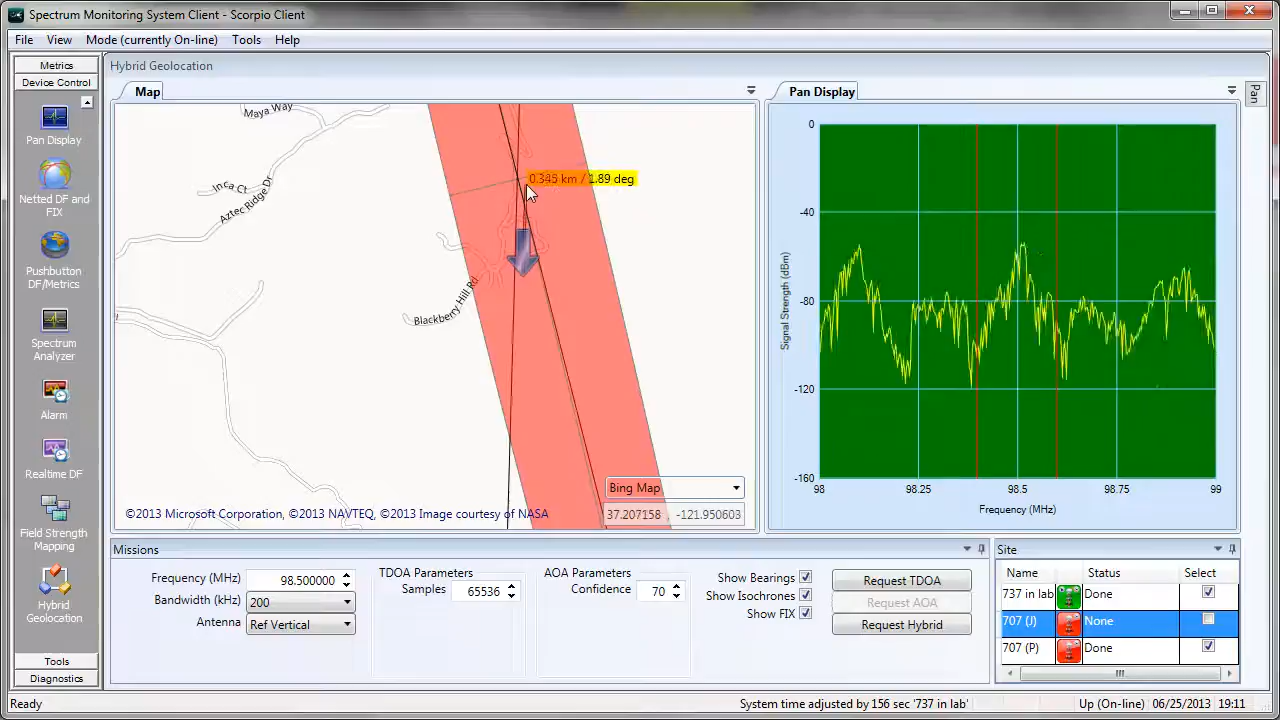 Spectrum Monitoring System Client - Scorpio Client
File View Mode (currently On-line) Tools Help
Metrics
Device Control
Pan Display
Netted DF and
FIX
Pushbutton
DF/Metrics
Spectrum
Analyzer
Alarm
Realtime DF
Field Strength
Mapping
Hybrid
Geolocation
Tools
Diagnostics
Hybrid Geolocation
Map
Maya Way
Inca Ct
Aztec Ridge Dr
0.345 km / 1.89 deg
Blackberry Hill Rd
Bing Map
©2013 Microsoft Corporation, ©2013 NAVTEQ, ©2013 Image courtesy of NASA
37.207158 , -121.950603
Pan Display
Pan
0
-40
-80
-120
-160
Signal Strength (dBm)
98 98.25 98.5 98.75 99
Frequency (MHz)
Missions
Frequency (MHz) 98.500000
Bandwidth (kHz) 200
Antenna Ref Vertical
TDOA Parameters
Samples 65536
AOA Parameters
Confidence 70
Show Bearings
Show Isochrones
Show FIX
Request TDOA
Request AOA
Request Hybrid
Site
Name Status Select
737 in lab Done
707 (J) None
707 (P) Done
Ready
System time adjusted by 156 sec '737 in lab'
Up (On-line)
06/25/2013
19:11